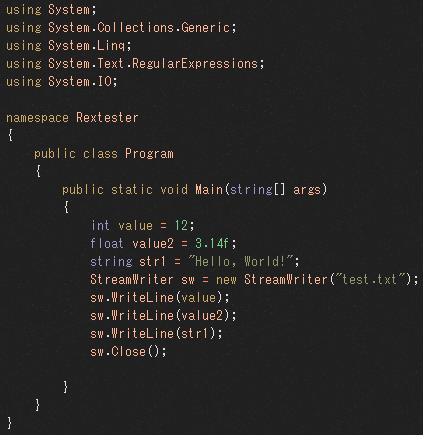 using System;
using System.Collections.Generic;
using System.Linq;
using System.Text.RegularExpressions;
using System.IO;

namespace Rextester
{
    public class Program
    {
        public static void Main(string[] args)
        {
            int value = 12;
            float value2 = 3.14f;
            string str1 = "Hello, World!";
            StreamWriter sw = new StreamWriter("test.txt");
            sw.WriteLine(value);
            sw.WriteLine(value2);
            sw.WriteLine(str1);
            sw.Close();

        }
    }
}